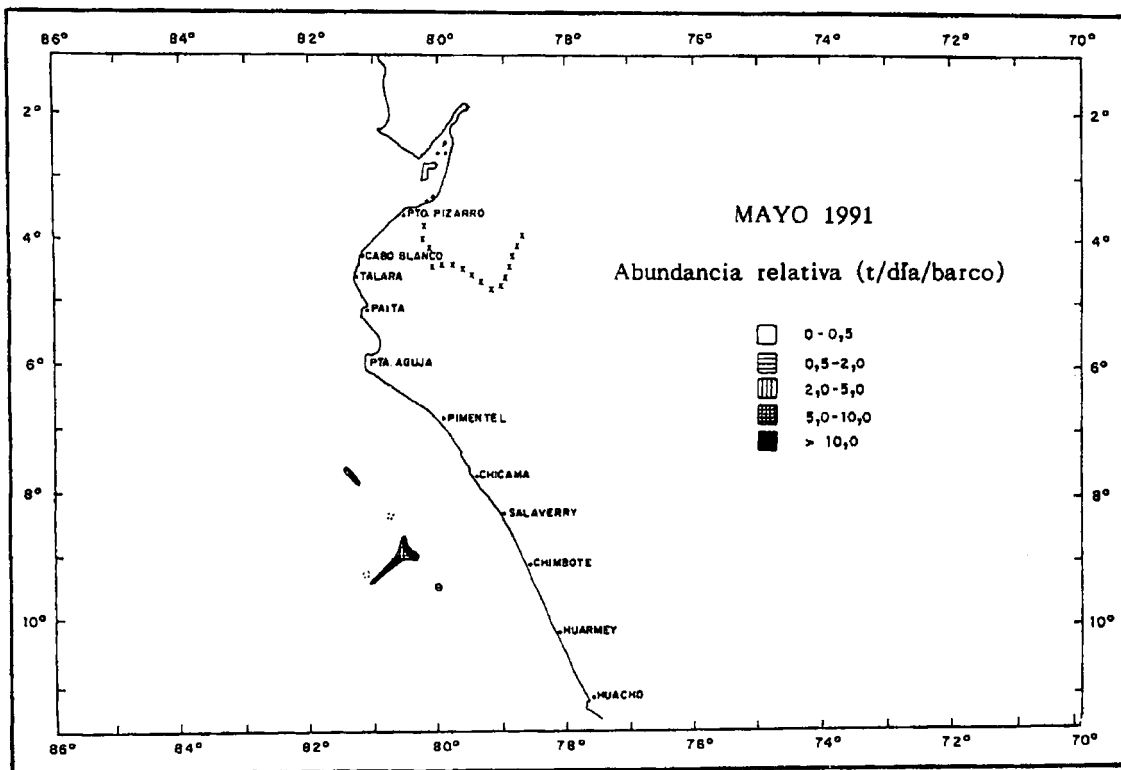 86° 84° 82° 80° 78° 76° 74° 72° 70°
2° 2°
PTO. PIZARRO
MAYO 1991
4° 4°
CABO BLANCO
TALARA
Abundancia relativa (t/día/barco)
PAITA
0-0,5
PTA. AGUJA
0,5-2,0
6° 6°
2,0-5,0
PIMENTEL
5,0-10,0
> 10,0
CHICAMA
8° 8°
SALAVERRY
CHIMBOTE
10° 10°
HUARMEY
HUACHO
86° 84° 82° 80° 78° 76° 74° 72° 70°